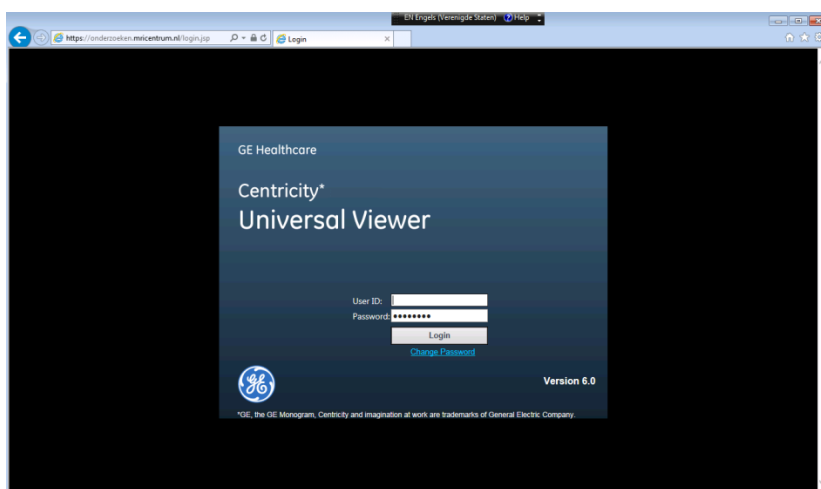 EN Engels (Verenigde Staten) Help
https://onderzoeken.mricentrum.nl/login.jsp Login
GE Healthcare
Centricity*
Universal Viewer
User ID:
Password: ••••••••
Login
Change Password
Version 6.0
*GE, the GE Monogram, Centricity and imagination at work are trademarks of General Electric Company.